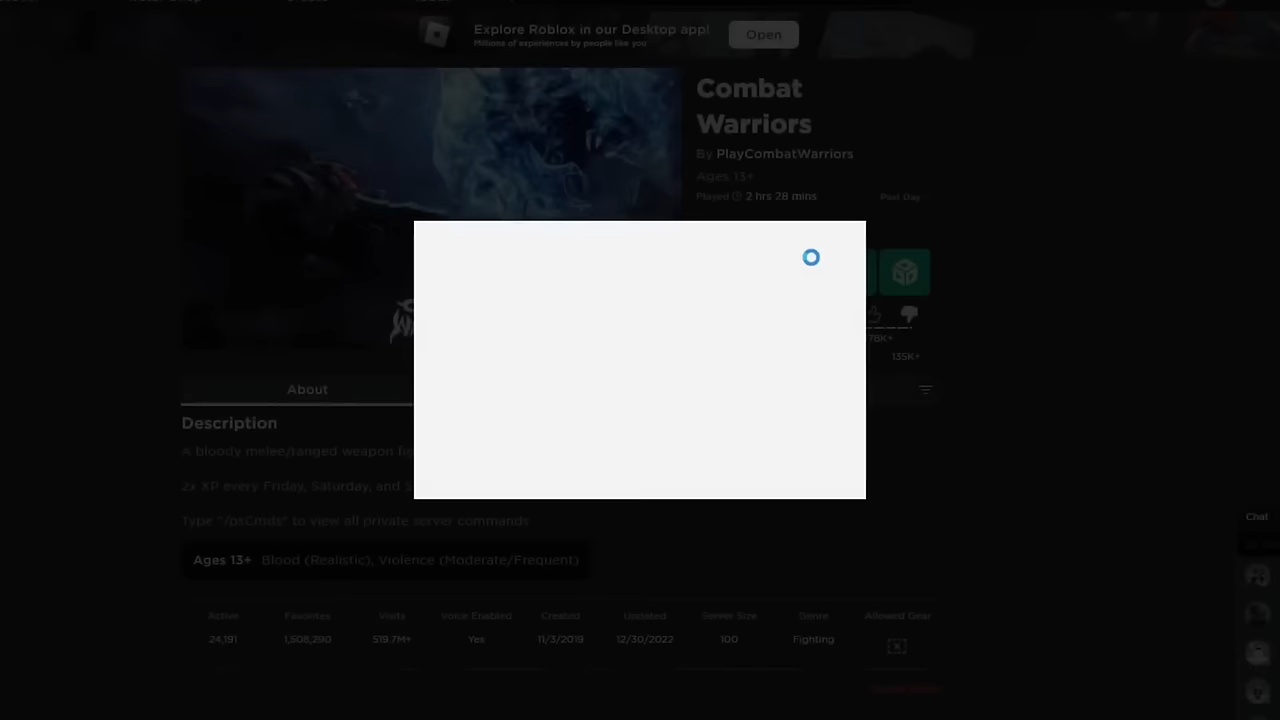 Explore Roblox in our Desktop app!
Millions of experiences by people like you
Open
Combat
Warriors
By PlayCombatWarriors
Ages 13+
Played 2 hrs 28 mins
Past Day
78K+
135K+
About
Description
A bloody melee/ranged weapon
2x XP every Friday, Saturday, and
Type "/psCmds" to view all private server commands
Ages 13+ Blood (Realistic), Violence (Moderate/Frequent)
Active Favorites Visits Voice Enabled Created Updated Server Size Genre Allowed Gear
24,191 1,508,290 519.7M+ Yes 11/3/2019 12/30/2022 100 Fighting
Chat